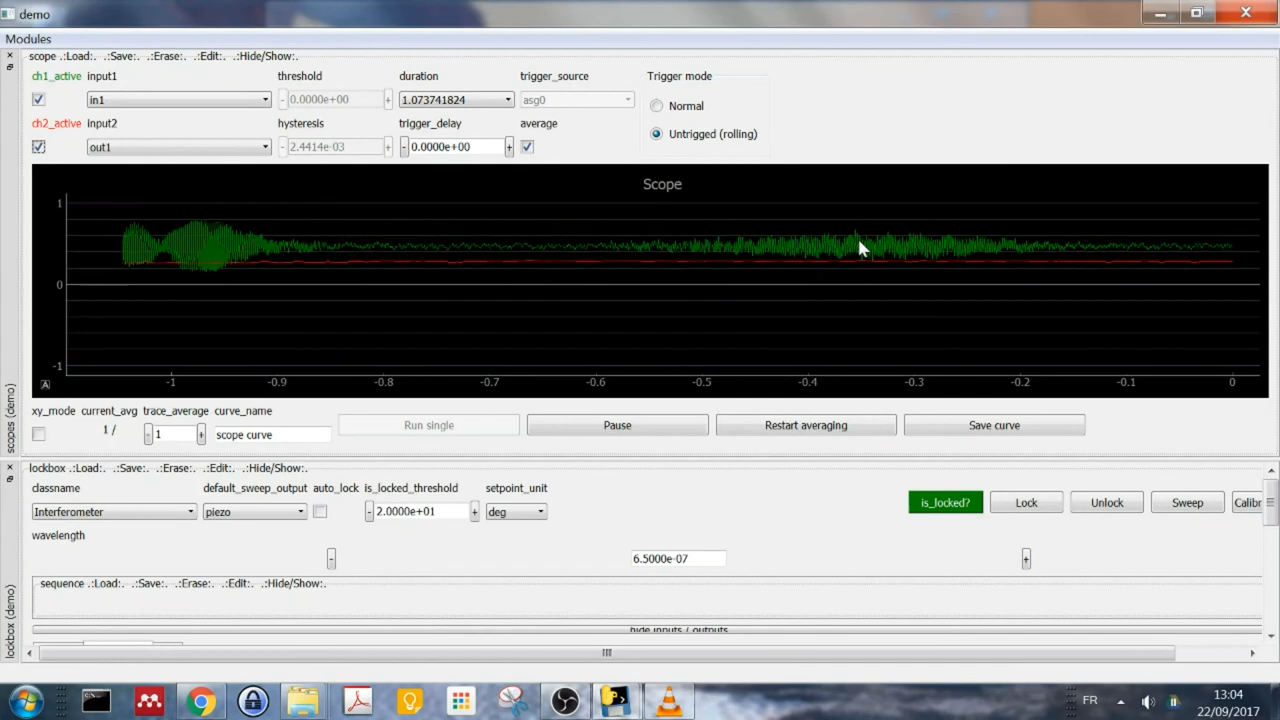 demo
Modules
scope .:Load:. .:Save:. .:Erase:. .:Edit:. .:Hide/Show:.
ch1_active input1 threshold duration trigger_source Trigger mode
in1 - 0.0000e+00 + 1.073741824 asg0 Normal
ch2_active input2 hysteresis trigger_delay average
Untrigged (rolling)
out1 - 2.4414e-03 + - 0.0000e+00 +
Scope
1
0
-1
-1 -0.9 -0.8 -0.7 -0.6 -0.5 -0.4 -0.3 -0.2 -0.1 0
A
scopes (demo)
xy_mode current_avg trace_average curve_name
1 / - 1 + scope curve Run single Pause Restart averaging Save curve
lockbox .:Load:. .:Save:. .:Erase:. .:Edit:. .:Hide/Show:.
classname default_sweep_output auto_lock is_locked_threshold setpoint_unit
Interferometer piezo - 2.0000e+01 + deg is_locked? Lock Unlock Sweep Calibr
wavelength
- 6.5000e-07 +
sequence .:Load:. .:Save:. .:Erase:. .:Edit:. .:Hide/Show:.
hide inputs / outputs
lockbox (demo)
FR 13:04
22/09/2017